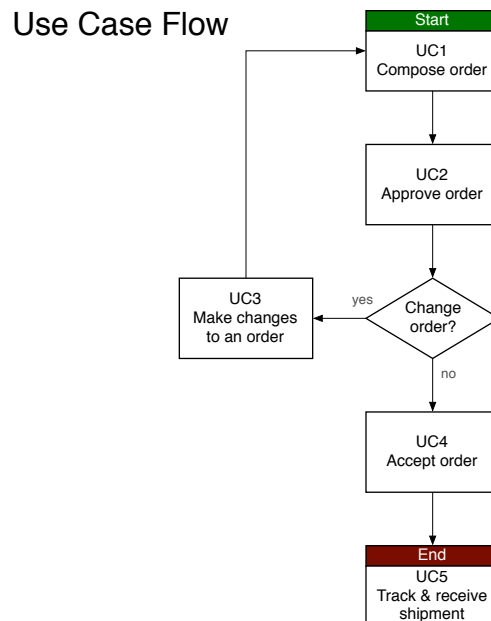 Use Case Flow
Start
UC1
Compose order
UC2
Approve order
Change
order?
yes
UC3
Make changes
to an order
no
UC4
Accept order
End
UC5
Track & receive
shipment